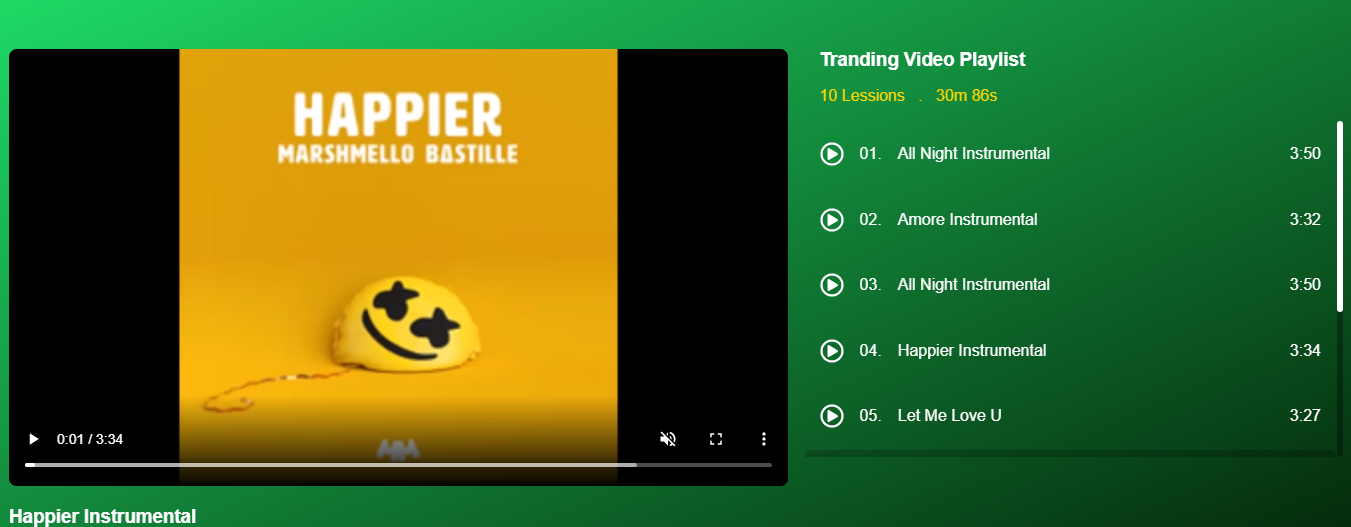 HAPPIER
MARSHMELLO BASTILLE
0:01 / 3:34
Happier Instrumental
Tranding Video Playlist
10 Lessions . 30m 86s
01. All Night Instrumental 3:50
02. Amore Instrumental 3:32
03. All Night Instrumental 3:50
04. Happier Instrumental 3:34
05. Let Me Love U 3:27